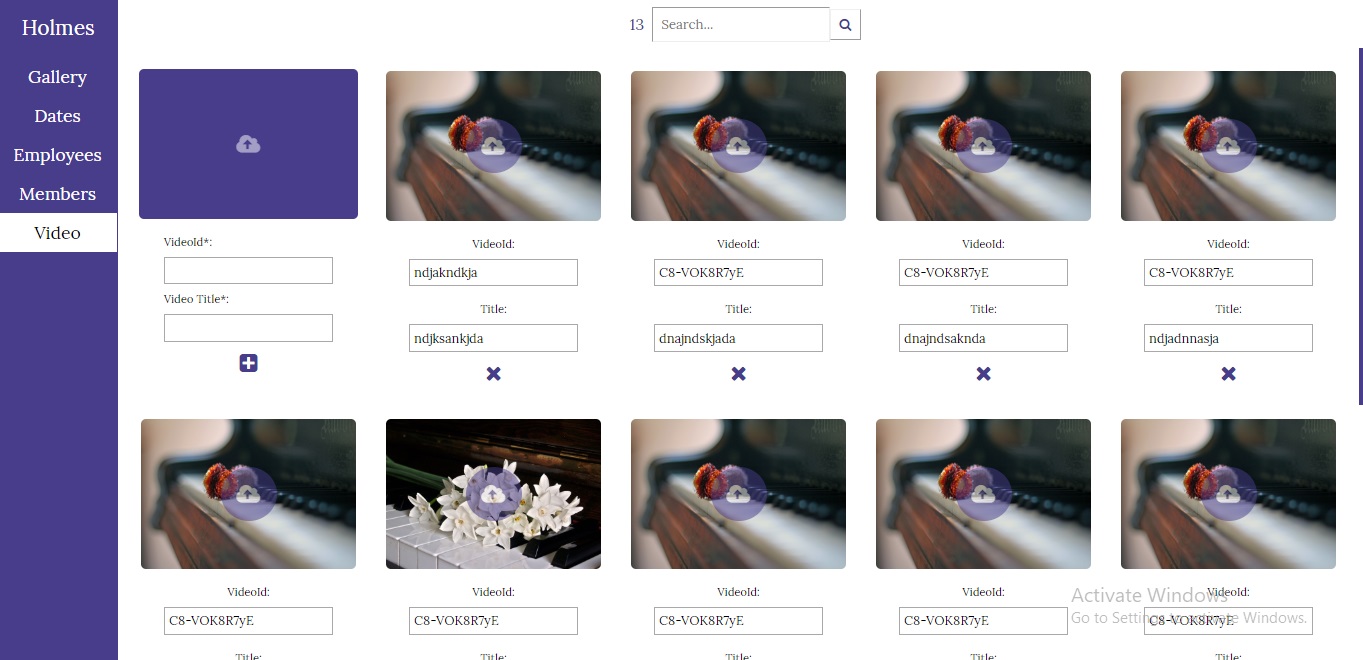 Holmes
Gallery
Dates
Employees
Members
Video
13 Search...
VideoId*:
Video Title*:
VideoId: VideoId: VideoId: VideoId:
ndjakndkja C8-VOK8R7yE C8-VOK8R7yE C8-VOK8R7yE
Title: Title: Title: Title:
ndjksankjda dnajndskjada dnajndsaknda ndjadnnasja
VideoId: VideoId: VideoId: VideoId: VideoId:
C8-VOK8R7yE C8-VOK8R7yE C8-VOK8R7yE C8-VOK8R7yE C8-VOK8R7yE
Title: Title: Title: Title: Title:
Activate Windows
Go to Settings to activate Windows.